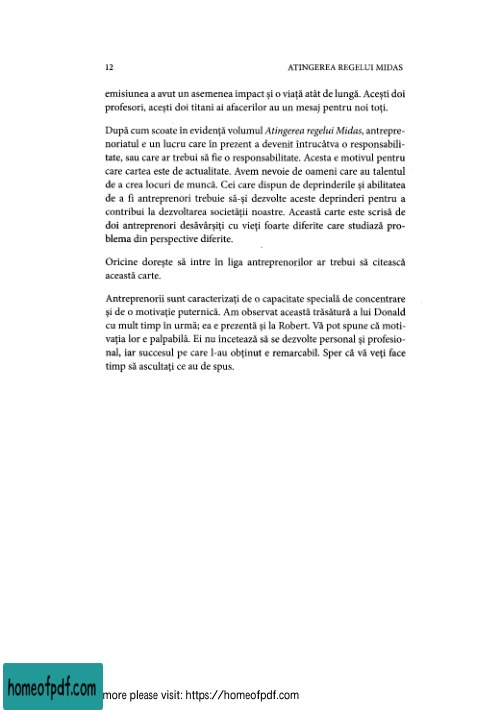 12 ATINGEREA REGELUI MIDAS
emisiunea a avut un asemenea impact și o viață atât de lungă. Acești doi
profesori, acești doi titani ai afacerilor au un mesaj pentru noi toți.
După cum scoate în evidență volumul Atingerea regelui Midas, antrepre-
noriatul e un lucru care în prezent a devenit întrucâtva o responsabili-
tate, sau care ar trebui să fie o responsabilitate. Acesta e motivul pentru
care cartea este de actualitate. Avem nevoie de oameni care au talentul
de a crea locuri de muncă. Cei care dispun de deprinderile și abilitatea
de a fi antreprenori trebuie să-și dezvolte aceste deprinderi pentru a
contribui la dezvoltarea societății noastre. Această carte este scrisă de
doi antreprenori desăvârșiți cu vieți foarte diferite care studiază pro-
blema din perspective diferite.
Oricine dorește să intre în liga antreprenorilor ar trebui să citească
această carte.
Antreprenorii sunt caracterizați de o capacitate specială de concentrare
și de o motivație puternică. Am observat această trăsătură a lui Donald
cu mult timp în urmă; ea e prezentă și la Robert. Vă pot spune că moti-
vația lor e palpabilă. Ei nu încetează să se dezvolte personal și profesio-
nal, iar succesul pe care l-au obținut e remarcabil. Sper că vă veți face
timp să ascultați ce au de spus.
homeofpdf.com more please visit: https://homeofpdf.com